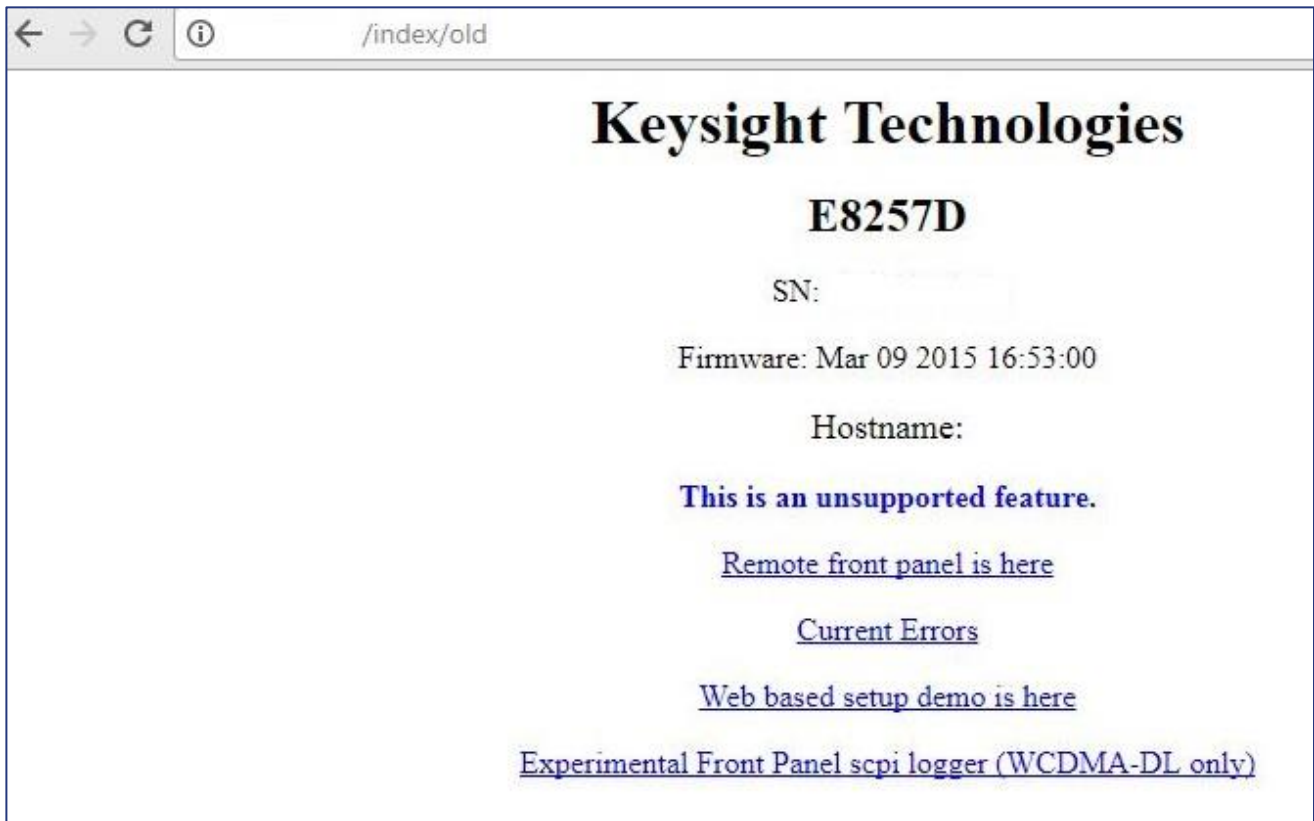 /index/old
Keysight Technologies
E8257D
SN:
Firmware: Mar 09 2015 16:53:00
Hostname:
This is an unsupported feature.
Remote front panel is here
Current Errors
Web based setup demo is here
Experimental Front Panel scpi logger (WCDMA-DL only)